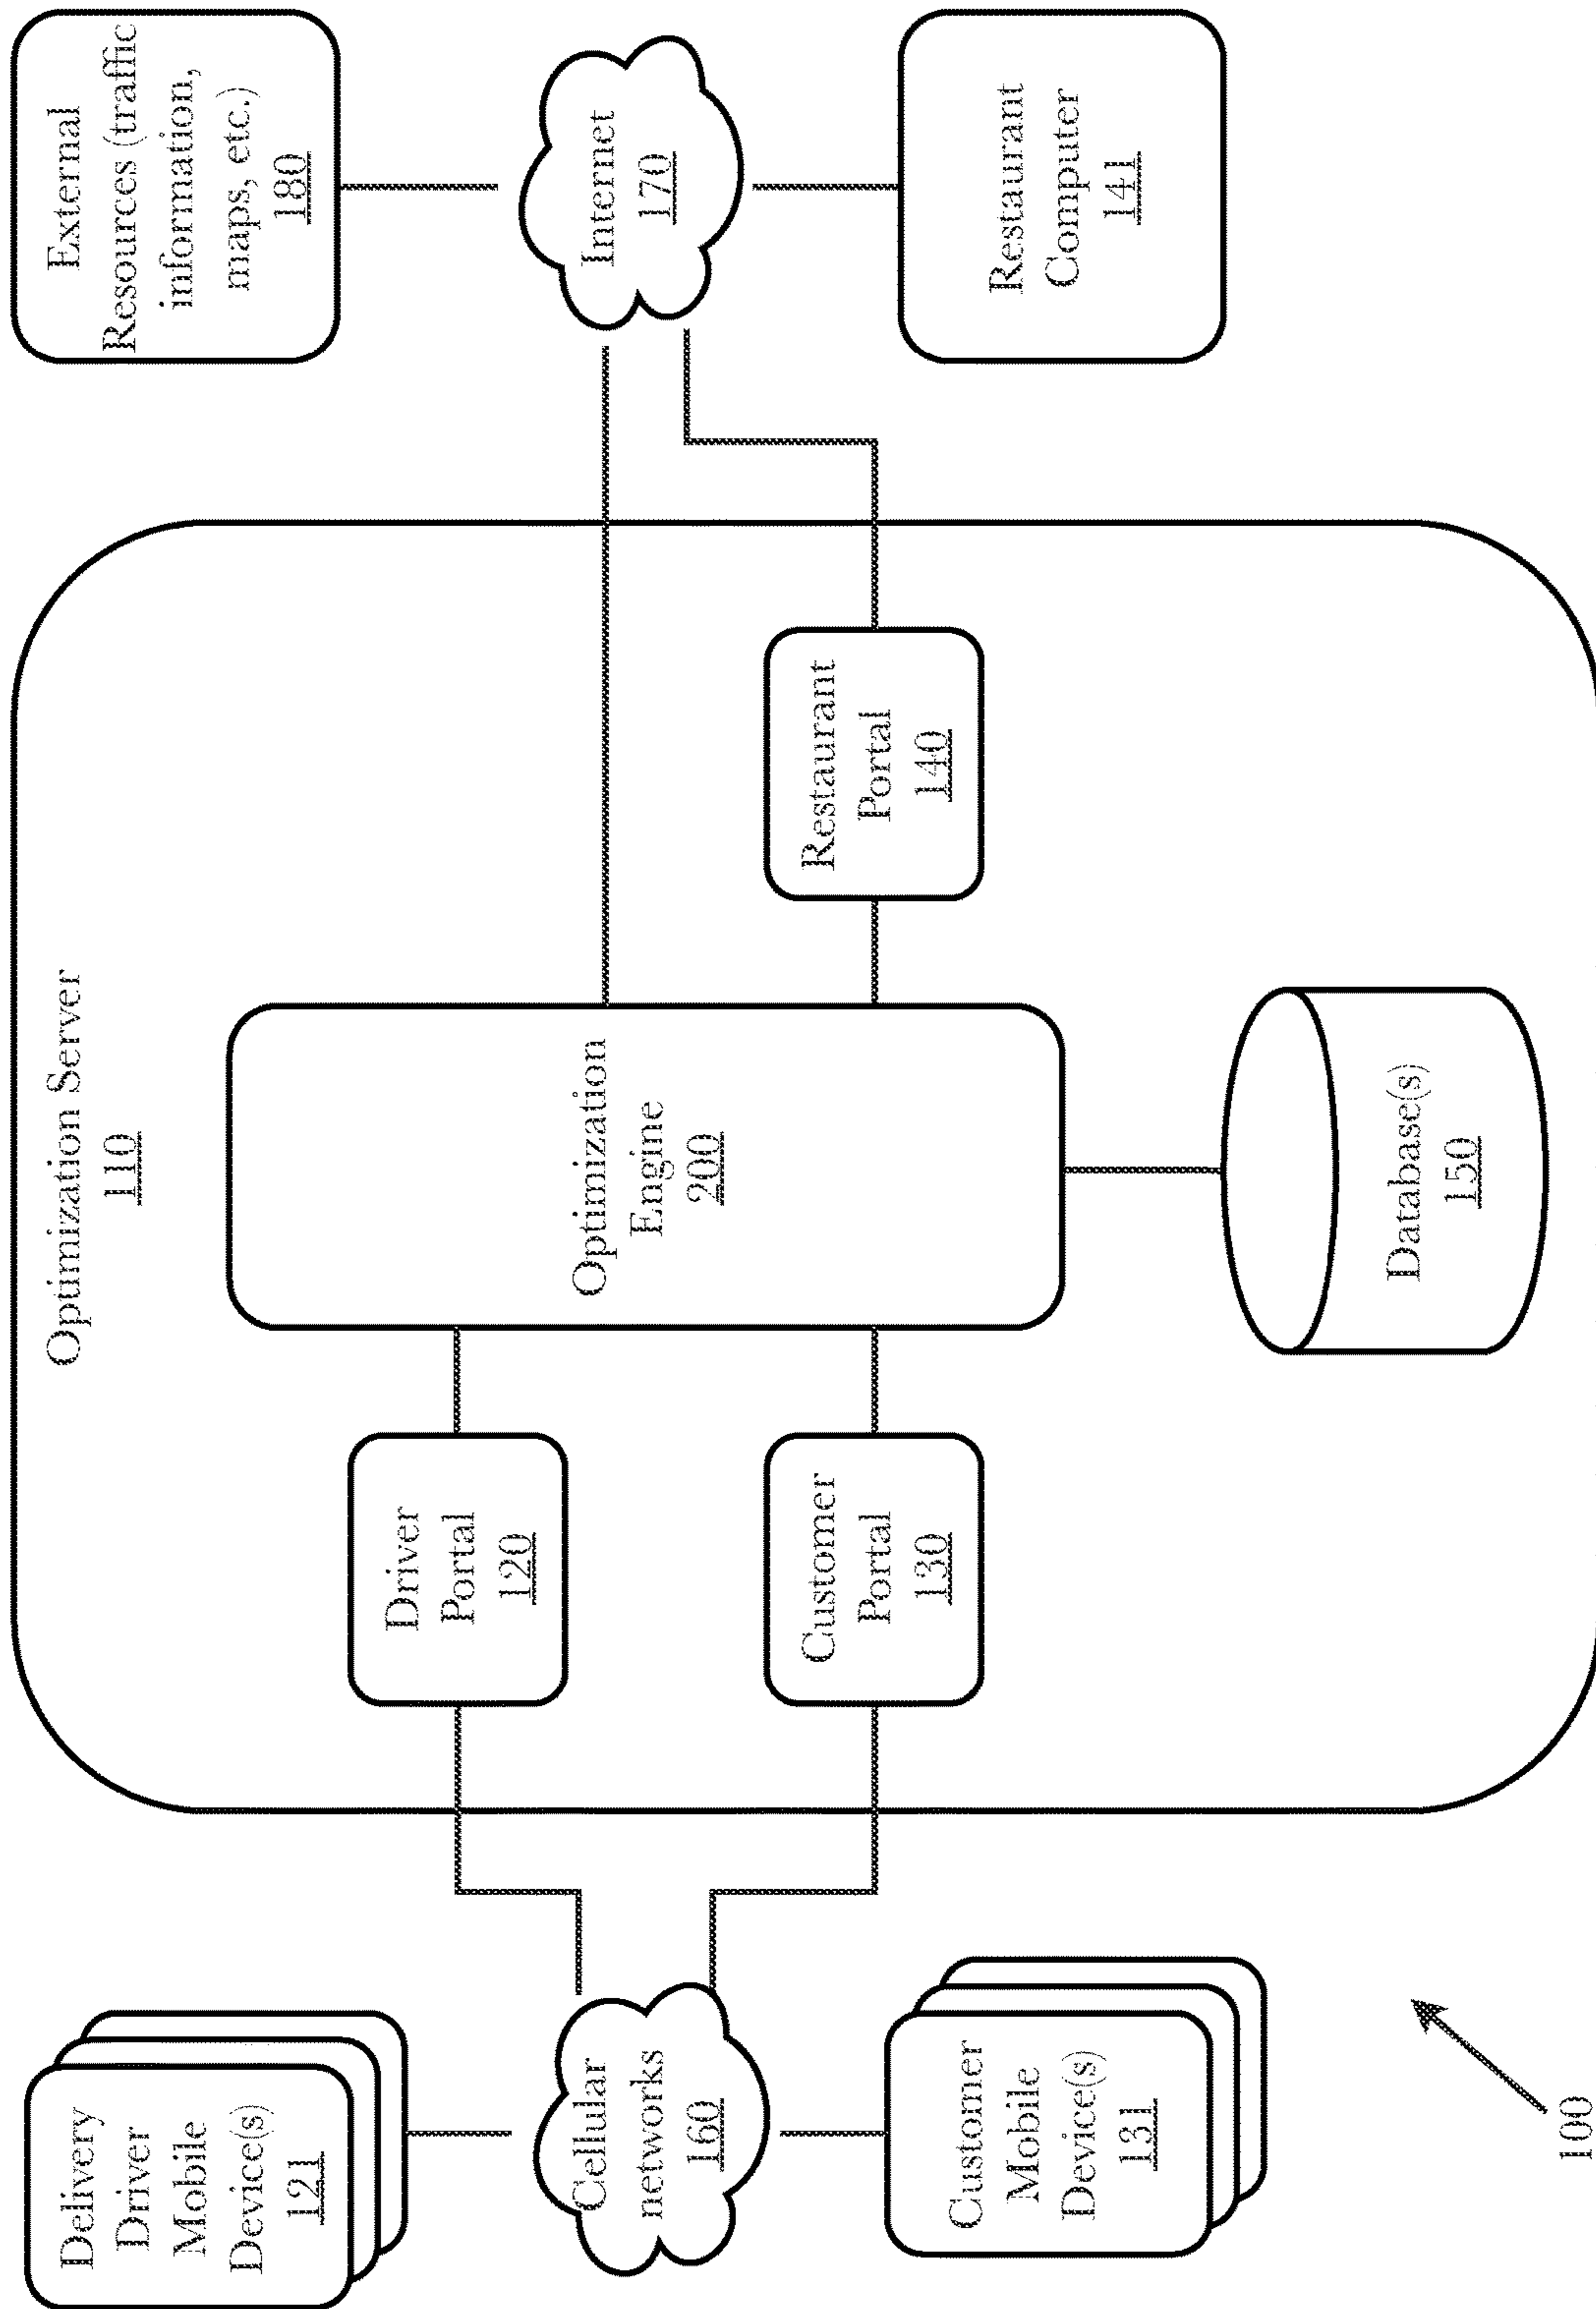 Delivery
Driver
Mobile
Device(s)
121
Cellular
networks
160
Customer
Mobile
Device(s)
131
100
Optimization Server
110
Driver
Portal
120
Customer
Portal
130
Optimization
Engine
200
Database(s)
150
Restaurant
Portal
140
External
Resources (traffic
information,
maps, etc.)
180
Internet
170
Restaurant
Computer
141